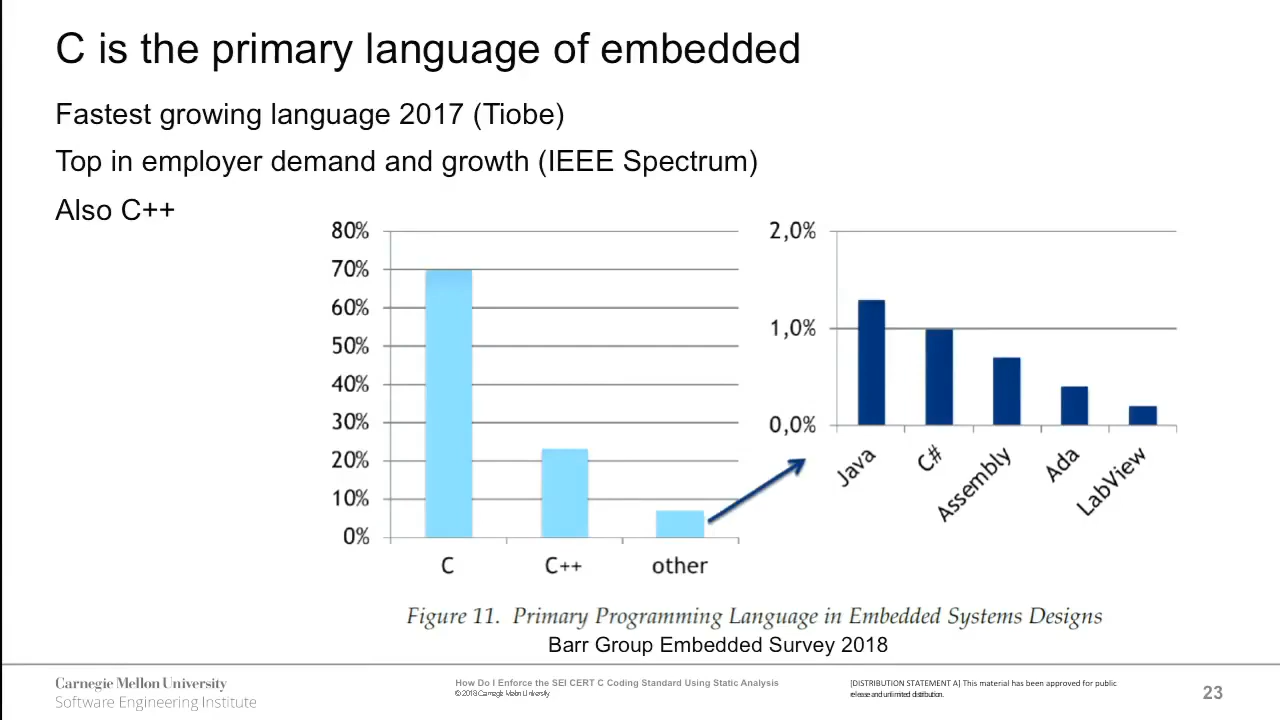 C is the primary language of embedded
Fastest growing language 2017 (Tiobe)
Top in employer demand and growth (IEEE Spectrum)
Also C++
80%
70%
60%
50%
40%
30%
20%
10%
0%
C
C++
other
2,0%
1,0%
0,0%
Java
C#
Assembly
Ada
LabView
Figure 11. Primary Programming Language in Embedded Systems Designs
Barr Group Embedded Survey 2018
Carnegie Mellon University
Software Engineering Institute
How Do I Enforce the SEI CERT C Coding Standard Using Static Analysis
© 2018 Carnegie Mellon University
[DISTRIBUTION STATEMENT A] This material has been approved for public
release and unlimited distribution.
23